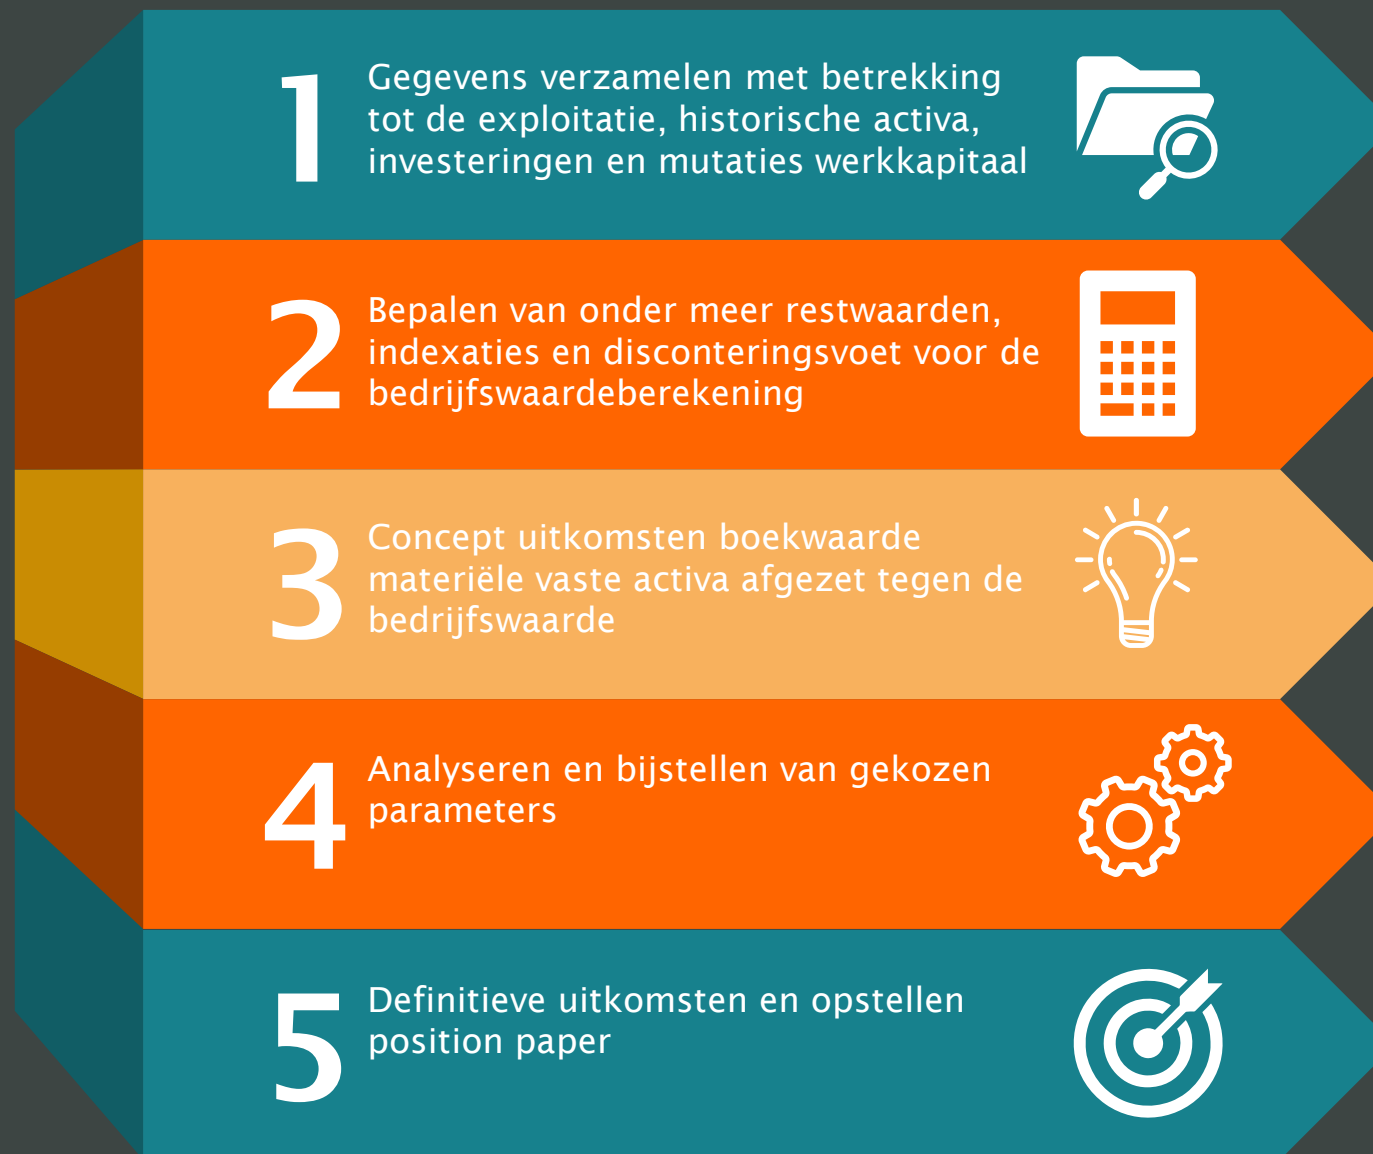 1
Gegevens verzamelen met betrekking
tot de exploitatie, historische activa,
investeringen en mutaties werkkapitaal
2
Bepalen van onder meer restwaarden,
indexaties en disconteringsvoet voor de
bedrijfswaardeberekening
3
Concept uitkomsten boekwaarde
materiële vaste activa afgezet tegen de
bedrijfswaarde
4
Analyseren en bijstellen van gekozen
parameters
5
Definitieve uitkomsten en opstellen
position paper